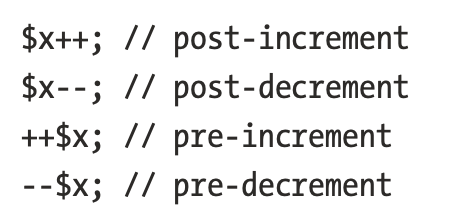 $x++; // post-increment
$x--; // post-decrement
++$x; // pre-increment
--$x; // pre-decrement